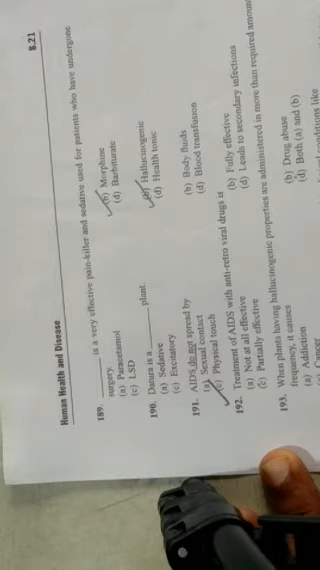 Human Health and Disease
8.21
189. ______ is a very effective pain-killer and sedative used for patients who have undergone
surgery.
(a) Paracetamol (b) Morphine
(c) LSD (d) Barbiturate
190. Datura is a ______ plant.
(a) Sedative (b) Hallucinogenic
(c) Excitatory (d) Health tonic
191. AIDS do not spread by
(a) Sexual contact (b) Body fluids
(c) Physical touch (d) Blood transfusion
192. Treatment of AIDS with anti-retro viral drugs is
(a) Not at all effective (b) Fully effective
(c) Partially effective (d) Leads to secondary infections
193. When plants having hallucinogenic properties are administered in more than required
frequency, it causes
(a) Addiction (b) Drug abuse
(c) Cancer (d) Both (a) and (b)
conditions like